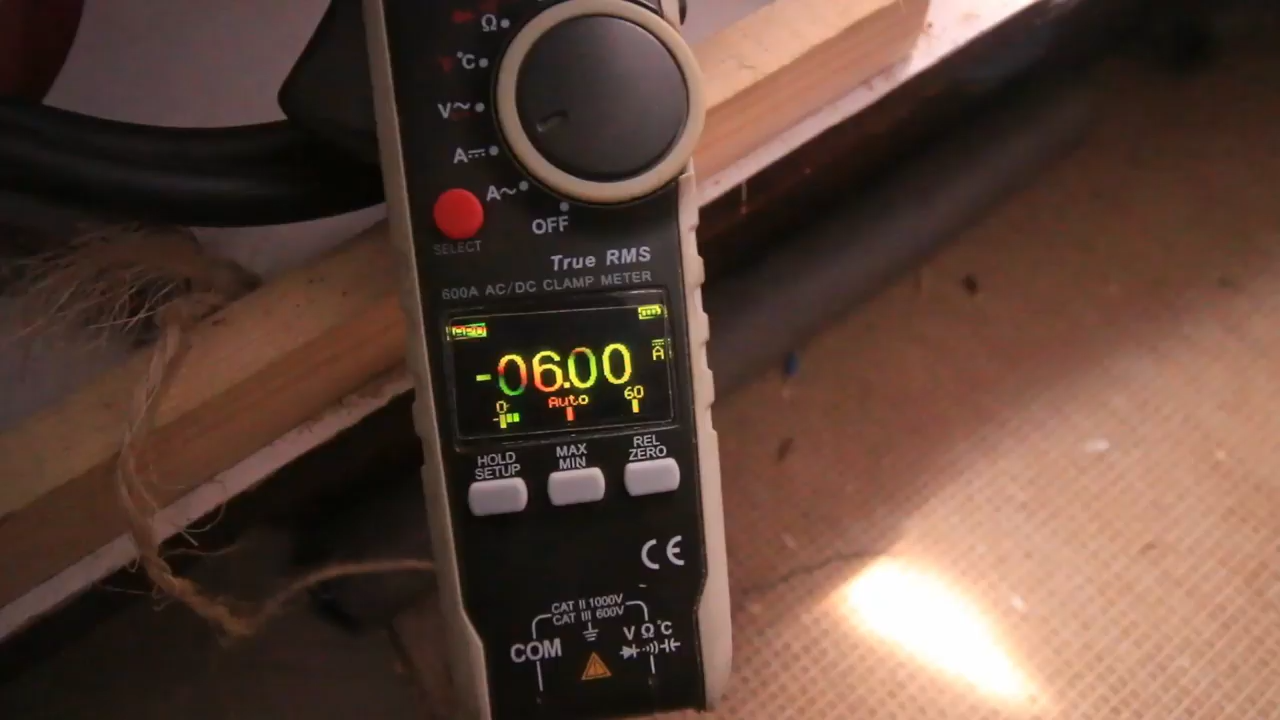 Ω
°C
V~
A⎓
A~
OFF
SELECT
True RMS
600A AC/DC CLAMP METER
APO
-06.00 A
0 Auto 60
HOLD MAX REL
SETUP MIN ZERO
CE
CAT II 1000V
CAT III 600V
COM V Ω °C